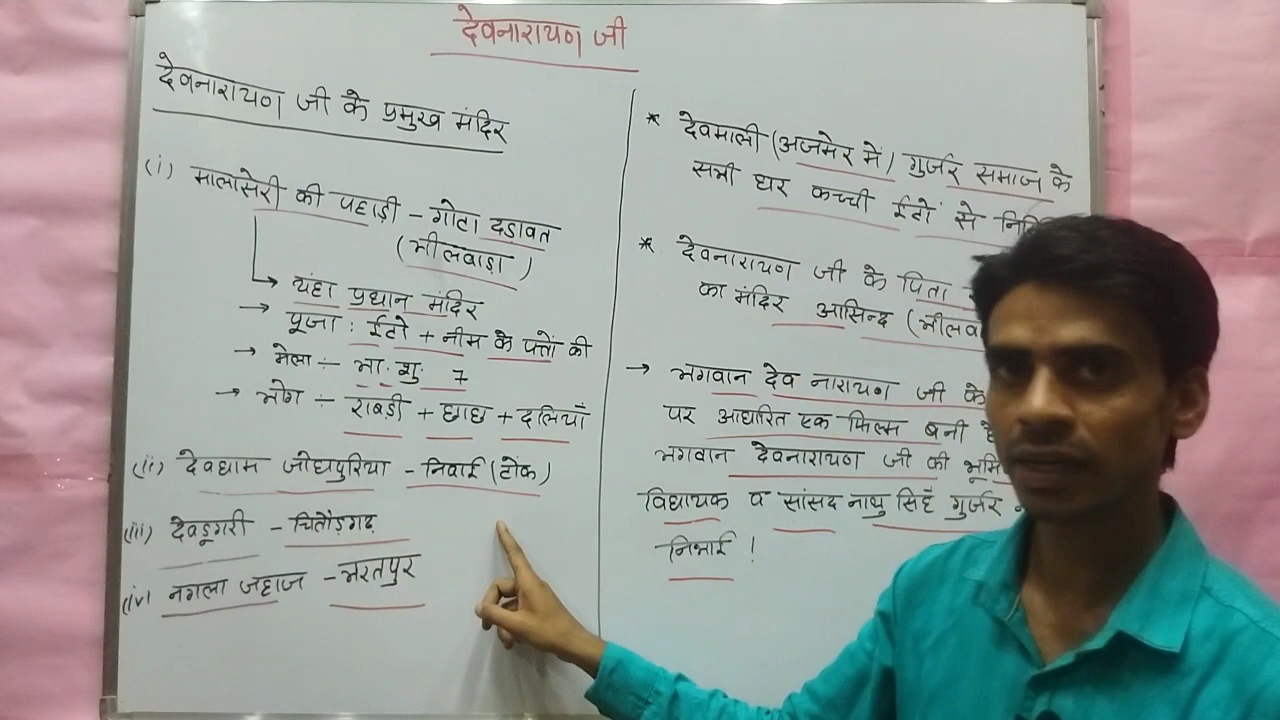 देवनारायण जी
देवनारायण जी के प्रमुख मंदिर
(i) मालासेरी की पहाड़ी - गोटा दडावत
(भीलवाडा)
→ यंहा प्रधान मंदिर
→ पूजा : ईटो + नीम के पत्तों की
→ मेला :- भा. शु. 7
→ भोग :- राबड़ी + छाछ + दलियाँ
(ii) देवधाम जोधपुरिया - निवाई (टोंक)
(iii) देवडूगरी - चितौड़गढ़
(iv) नगला जहाज - भरतपुर
* देवमाली (अजमेर में) गुर्जर समाज के
सभी घर कच्ची ईटों से
* देवनारायण जी के पिता
का मंदिर आसिन्द
→ भगवान देव नारायण जी के
पर आधारित एक फिल्म बनी
भगवान देवनारायण जी की
विधायक व सांसद नाथु सिहँ गुर्जर
निभाई !